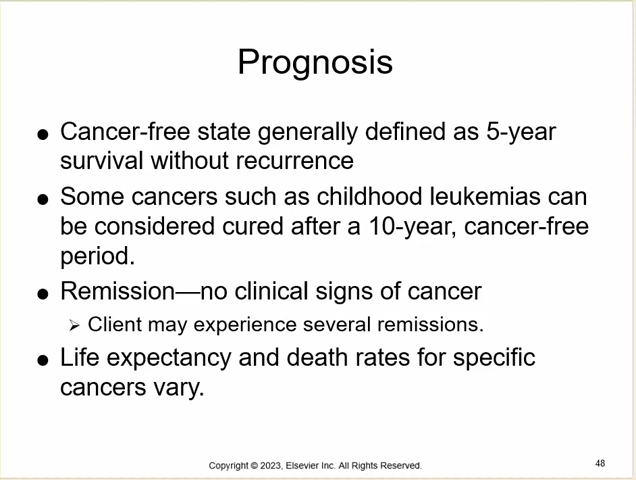 Prognosis
● Cancer-free state generally defined as 5-year
survival without recurrence
● Some cancers such as childhood leukemias can
be considered cured after a 10-year, cancer-free
period.
● Remission—no clinical signs of cancer
➢ Client may experience several remissions.
● Life expectancy and death rates for specific
cancers vary.
Copyright © 2023, Elsevier Inc. All Rights Reserved.
48